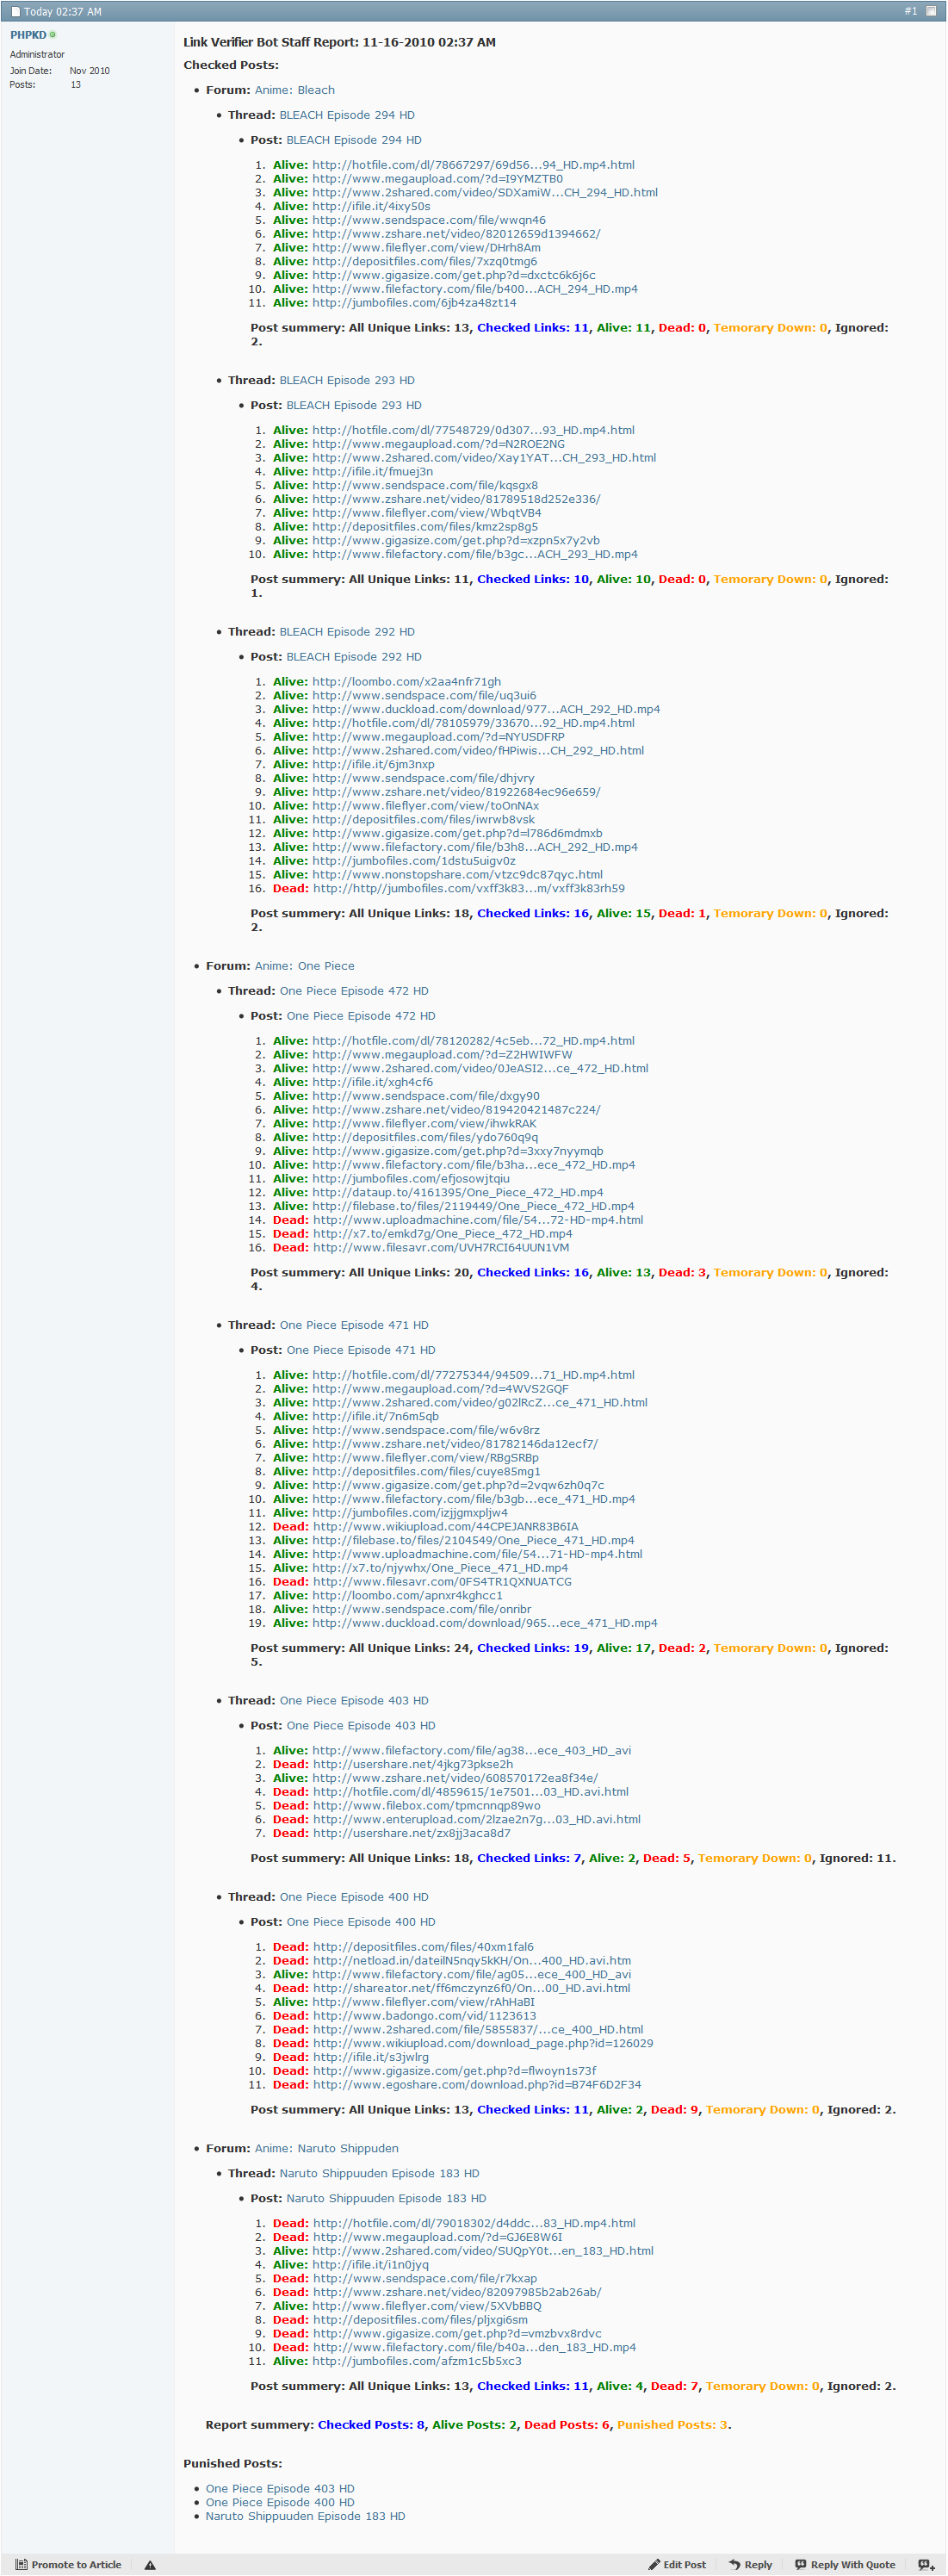 Today 02:37 AM #1
PHPKD
Administrator
Join Date: Nov 2010
Posts: 13
Link Verifier Bot Staff Report: 11-16-2010 02:37 AM
Checked Posts:
• Forum: Anime: Bleach
• Thread: BLEACH Episode 294 HD
• Post: BLEACH Episode 294 HD
1. Alive: http://hotfile.com/dl/78667297/69d56...94_HD.mp4.html
2. Alive: http://www.megaupload.com/?d=I9YMZTB0
3. Alive: http://www.2shared.com/video/SDXamiW...CH_294_HD.html
4. Alive: http://ifile.it/4ixy50s
5. Alive: http://www.sendspace.com/file/wwqn46
6. Alive: http://www.zshare.net/video/82012659d1394662/
7. Alive: http://www.fileflyer.com/view/DHrh8Am
8. Alive: http://depositfiles.com/files/7xzq0tmg6
9. Alive: http://www.gigasize.com/get.php?d=dxctc6k6j6c
10. Alive: http://www.filefactory.com/file/b400...ACH_294_HD.mp4
11. Alive: http://jumbofiles.com/6jb4za48zt14
Post summery: All Unique Links: 13, Checked Links: 11, Alive: 11, Dead: 0, Temorary Down: 0, Ignored:
2.
• Thread: BLEACH Episode 293 HD
• Post: BLEACH Episode 293 HD
1. Alive: http://hotfile.com/dl/77548729/0d307...93_HD.mp4.html
2. Alive: http://www.megaupload.com/?d=N2ROE2NG
3. Alive: http://www.2shared.com/video/Xay1YAT...CH_293_HD.html
4. Alive: http://ifile.it/fmuej3n
5. Alive: http://www.sendspace.com/file/kqsgx8
6. Alive: http://www.zshare.net/video/81789518d252e336/
7. Alive: http://www.fileflyer.com/view/WbqtVB4
8. Alive: http://depositfiles.com/files/kmz2sp8g5
9. Alive: http://www.gigasize.com/get.php?d=xzpn5x7y2vb
10. Alive: http://www.filefactory.com/file/b3gc...ACH_293_HD.mp4
Post summery: All Unique Links: 11, Checked Links: 10, Alive: 10, Dead: 0, Temorary Down: 0, Ignored:
1.
• Thread: BLEACH Episode 292 HD
• Post: BLEACH Episode 292 HD
1. Alive: http://loombo.com/x2aa4nfr71gh
2. Alive: http://www.sendspace.com/file/uq3ui6
3. Alive: http://www.duckload.com/download/977...ACH_292_HD.mp4
4. Alive: http://hotfile.com/dl/78105979/33670...92_HD.mp4.html
5. Alive: http://www.megaupload.com/?d=NYUSDFRP
6. Alive: http://www.2shared.com/video/fHPiwis...CH_292_HD.html
7. Alive: http://ifile.it/6jm3nxp
8. Alive: http://www.sendspace.com/file/dhjvry
9. Alive: http://www.zshare.net/video/81922684ec96e659/
10. Alive: http://www.fileflyer.com/view/toOnNAx
11. Alive: http://depositfiles.com/files/iwrwb8vsk
12. Alive: http://www.gigasize.com/get.php?d=l786d6mdmxb
13. Alive: http://www.filefactory.com/file/b3h8...ACH_292_HD.mp4
14. Alive: http://jumbofiles.com/1dstu5uigv0z
15. Alive: http://www.nonstopshare.com/vtzc9dc87qyc.html
16. Dead: http://http//jumbofiles.com/vxff3k83...m/vxff3k83rh59
Post summery: All Unique Links: 18, Checked Links: 16, Alive: 15, Dead: 1, Temorary Down: 0, Ignored:
2.
• Forum: Anime: One Piece
• Thread: One Piece Episode 472 HD
• Post: One Piece Episode 472 HD
1. Alive: http://hotfile.com/dl/78120282/4c5eb...72_HD.mp4.html
2. Alive: http://www.megaupload.com/?d=Z2HWIWFW
3. Alive: http://www.2shared.com/video/0JeASI2...ce_472_HD.html
4. Alive: http://ifile.it/xgh4cf6
5. Alive: http://www.sendspace.com/file/dxgy90
6. Alive: http://www.zshare.net/video/819420421487c224/
7. Alive: http://www.fileflyer.com/view/ihwkRAK
8. Alive: http://depositfiles.com/files/ydo760q9q
9. Alive: http://www.gigasize.com/get.php?d=3xxy7nyymqb
10. Alive: http://www.filefactory.com/file/b3ha...ece_472_HD.mp4
11. Alive: http://jumbofiles.com/efjosowjtqiu
12. Alive: http://dataup.to/4161395/One_Piece_472_HD.mp4
13. Alive: http://filebase.to/files/2119449/One_Piece_472_HD.mp4
14. Dead: http://www.uploadmachine.com/file/54...72-HD-mp4.html
15. Dead: http://x7.to/emkd7g/One_Piece_472_HD.mp4
16. Dead: http://www.filesavr.com/UVH7RCI64UUN1VM
Post summery: All Unique Links: 20, Checked Links: 16, Alive: 13, Dead: 3, Temorary Down: 0, Ignored:
4.
• Thread: One Piece Episode 471 HD
• Post: One Piece Episode 471 HD
1. Alive: http://hotfile.com/dl/77275344/94509...71_HD.mp4.html
2. Alive: http://www.megaupload.com/?d=4WVS2GQF
3. Alive: http://www.2shared.com/video/g02lRcZ...ce_471_HD.html
4. Alive: http://ifile.it/7n6m5qb
5. Alive: http://www.sendspace.com/file/w6v8rz
6. Alive: http://www.zshare.net/video/81782146da12ecf7/
7. Alive: http://www.fileflyer.com/view/RBgSRBp
8. Alive: http://depositfiles.com/files/cuye85mg1
9. Alive: http://www.gigasize.com/get.php?d=2vqw6zh0q7c
10. Alive: http://www.filefactory.com/file/b3gb...ece_471_HD.mp4
11. Alive: http://jumbofiles.com/izjjgmxpljw4
12. Dead: http://www.wikiupload.com/44CPEJANR83B6IA
13. Alive: http://filebase.to/files/2104549/One_Piece_471_HD.mp4
14. Alive: http://www.uploadmachine.com/file/54...71-HD-mp4.html
15. Alive: http://x7.to/njywhx/One_Piece_471_HD.mp4
16. Dead: http://www.filesavr.com/0FS4TR1QXNUATCG
17. Alive: http://loombo.com/apnxr4kghcc1
18. Alive: http://www.sendspace.com/file/onribr
19. Alive: http://www.duckload.com/download/965...ece_471_HD.mp4
Post summery: All Unique Links: 24, Checked Links: 19, Alive: 17, Dead: 2, Temorary Down: 0, Ignored:
5.
• Thread: One Piece Episode 403 HD
• Post: One Piece Episode 403 HD
1. Alive: http://www.filefactory.com/file/ag38...ece_403_HD_avi
2. Dead: http://usershare.net/4jkg73pkse2h
3. Alive: http://www.zshare.net/video/608570172ea8f34e/
4. Dead: http://hotfile.com/dl/4859615/1e7501...03_HD.avi.html
5. Dead: http://www.filebox.com/tpmcnnqp89wo
6. Dead: http://www.enterupload.com/2lzae2n7g...03_HD.avi.html
7. Dead: http://usershare.net/zx8jj3aca8d7
Post summery: All Unique Links: 18, Checked Links: 7, Alive: 2, Dead: 5, Temorary Down: 0, Ignored: 11.
• Thread: One Piece Episode 400 HD
• Post: One Piece Episode 400 HD
1. Dead: http://depositfiles.com/files/40xm1fal6
2. Dead: http://netload.in/dateilN5nqy5kKH/On...400_HD.avi.htm
3. Alive: http://www.filefactory.com/file/ag05...ece_400_HD_avi
4. Dead: http://shareator.net/ff6mczynz6f0/On...00_HD.avi.html
5. Alive: http://www.fileflyer.com/view/rAhHaBI
6. Dead: http://www.badongo.com/vid/1123613
7. Dead: http://www.2shared.com/file/5855837/...ce_400_HD.html
8. Dead: http://www.wikiupload.com/download_page.php?id=126029
9. Dead: http://ifile.it/s3jwlrg
10. Dead: http://www.gigasize.com/get.php?d=flwoyn1s73f
11. Dead: http://www.egoshare.com/download.php?id=B74F6D2F34
Post summery: All Unique Links: 13, Checked Links: 11, Alive: 2, Dead: 9, Temorary Down: 0, Ignored: 2.
• Forum: Anime: Naruto Shippuden
• Thread: Naruto Shippuuden Episode 183 HD
• Post: Naruto Shippuuden Episode 183 HD
1. Dead: http://hotfile.com/dl/79018302/d4ddc...83_HD.mp4.html
2. Dead: http://www.megaupload.com/?d=GJ6E8W6I
3. Alive: http://www.2shared.com/video/SUQpY0t...en_183_HD.html
4. Alive: http://ifile.it/i1n0jyq
5. Dead: http://www.sendspace.com/file/r7kxap
6. Dead: http://www.zshare.net/video/82097985b2ab26ab/
7. Alive: http://www.fileflyer.com/view/5XVbBBQ
8. Dead: http://depositfiles.com/files/pljxgi6sm
9. Dead: http://www.gigasize.com/get.php?d=vmzbvx8rdvc
10. Dead: http://www.filefactory.com/file/b40a...den_183_HD.mp4
11. Alive: http://jumbofiles.com/afzm1c5b5xc3
Post summery: All Unique Links: 13, Checked Links: 11, Alive: 4, Dead: 7, Temorary Down: 0, Ignored: 2.
Report summery: Checked Posts: 8, Alive Posts: 2, Dead Posts: 6, Punished Posts: 3.
Punished Posts:
• One Piece Episode 403 HD
• One Piece Episode 400 HD
• Naruto Shippuuden Episode 183 HD
Promote to Article Edit Post Reply Reply With Quote